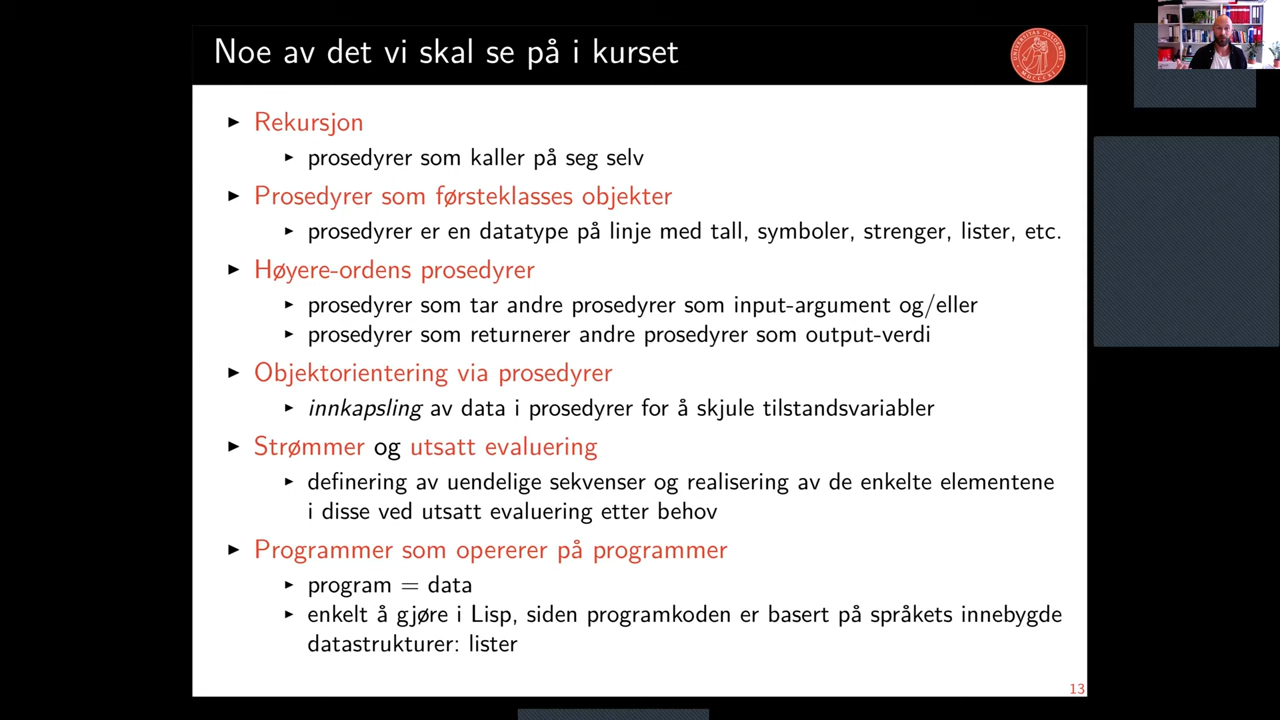 Noe av det vi skal se på i kurset
► Rekursjon
► prosedyrer som kaller på seg selv
► Prosedyrer som førsteklasses objekter
► prosedyrer er en datatype på linje med tall, symboler, strenger, lister, etc.
► Høyere-ordens prosedyrer
► prosedyrer som tar andre prosedyrer som input-argument og/eller
► prosedyrer som returnerer andre prosedyrer som output-verdi
► Objektorientering via prosedyrer
► innkapsling av data i prosedyrer for å skjule tilstandsvariabler
► Strømmer og utsatt evaluering
► definering av uendelige sekvenser og realisering av de enkelte elementene
i disse ved utsatt evaluering etter behov
► Programmer som opererer på programmer
► program = data
► enkelt å gjøre i Lisp, siden programkoden er basert på språkets innebygde
datastrukturer: lister
13